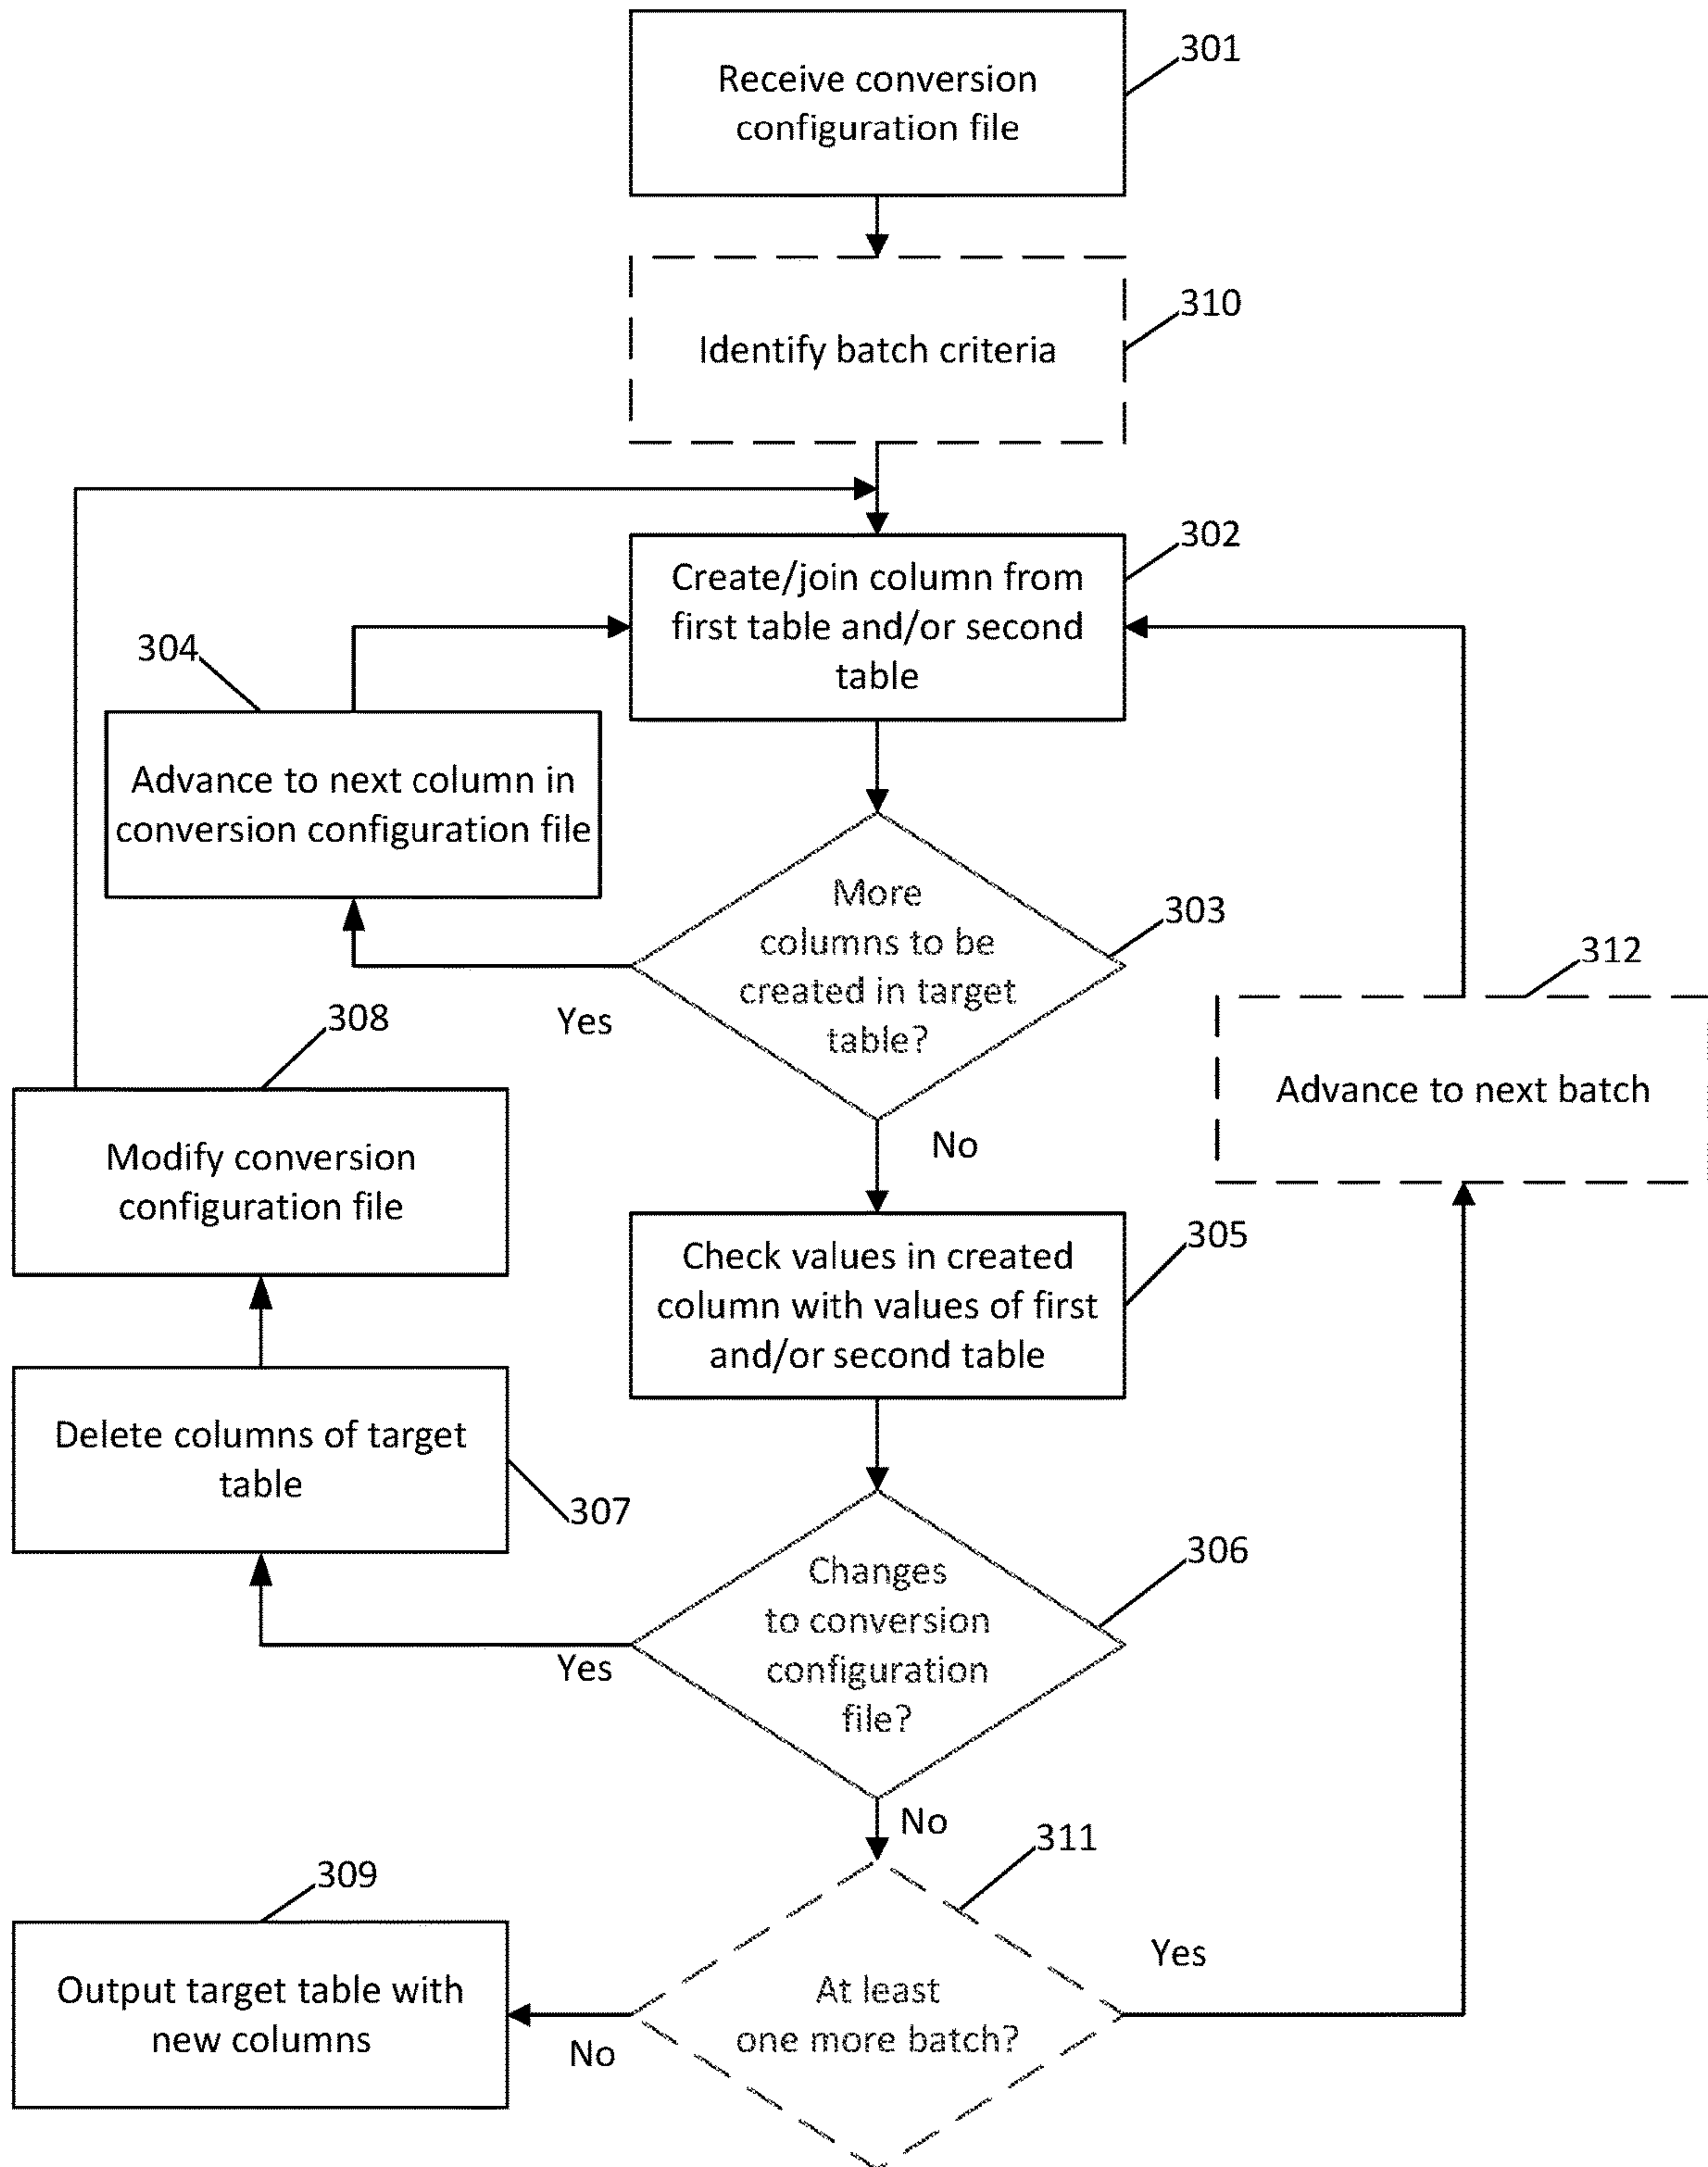 Receive conversion
configuration file
301
Identify batch criteria
310
302
Create/join column from
first table and/or second
table
304
Advance to next column in
conversion configuration file
More
columns to be
created in target
table?
303
Yes
No
312
Advance to next batch
308
Modify conversion
configuration file
305
Check values in created
column with values of first
and/or second table
Delete columns of target
table
307
306
Changes
to conversion
configuration
file?
Yes
No
311
309
Output target table with
new columns
At least
one more batch?
Yes
No